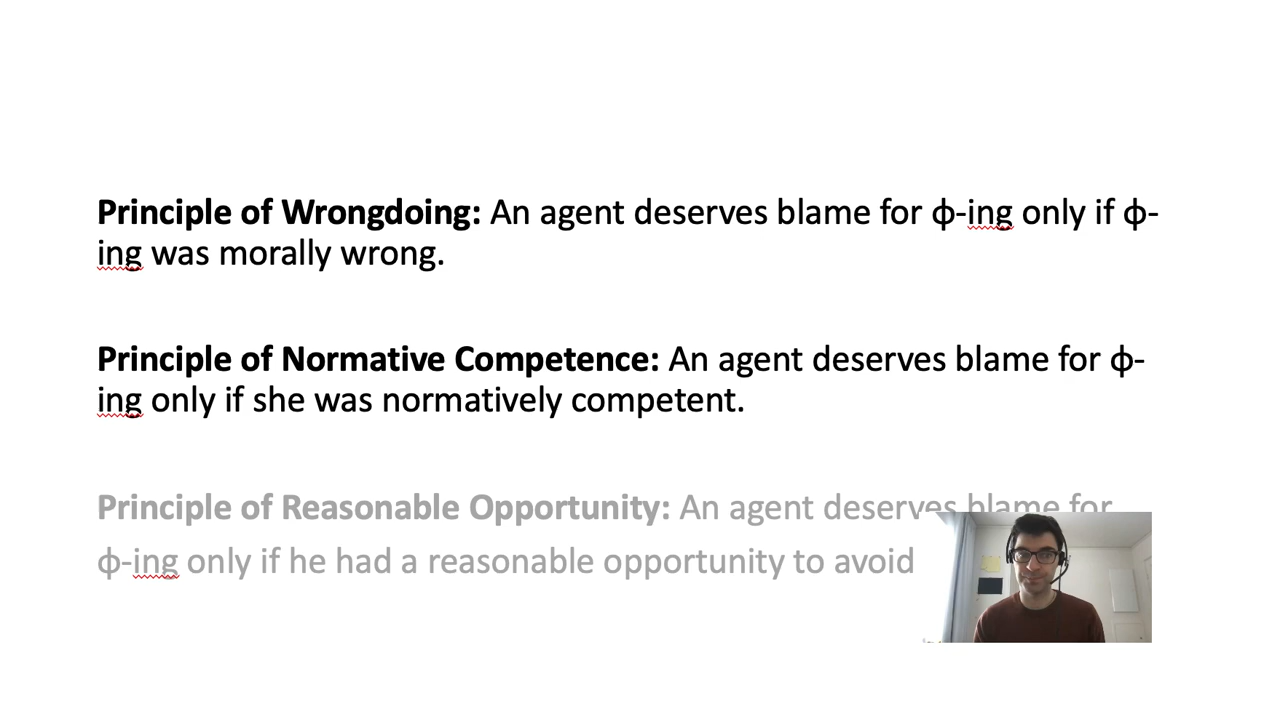 Principle of Wrongdoing: An agent deserves blame for ϕ-ing only if ϕ-
ing was morally wrong.
Principle of Normative Competence: An agent deserves blame for ϕ-
ing only if she was normatively competent.
Principle of Reasonable Opportunity: An agent deserves blame for
ϕ-ing only if he had a reasonable opportunity to avoid